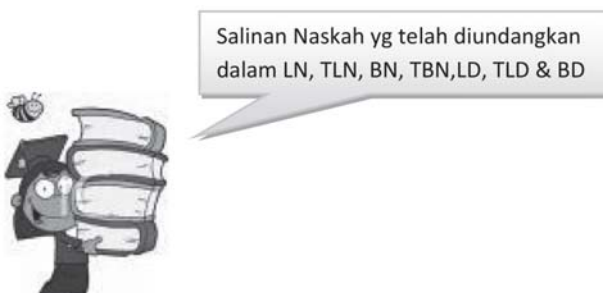 Salinan Naskah yg telah diundangkan
dalam LN, TLN, BN, TBN,LD, TLD & BD